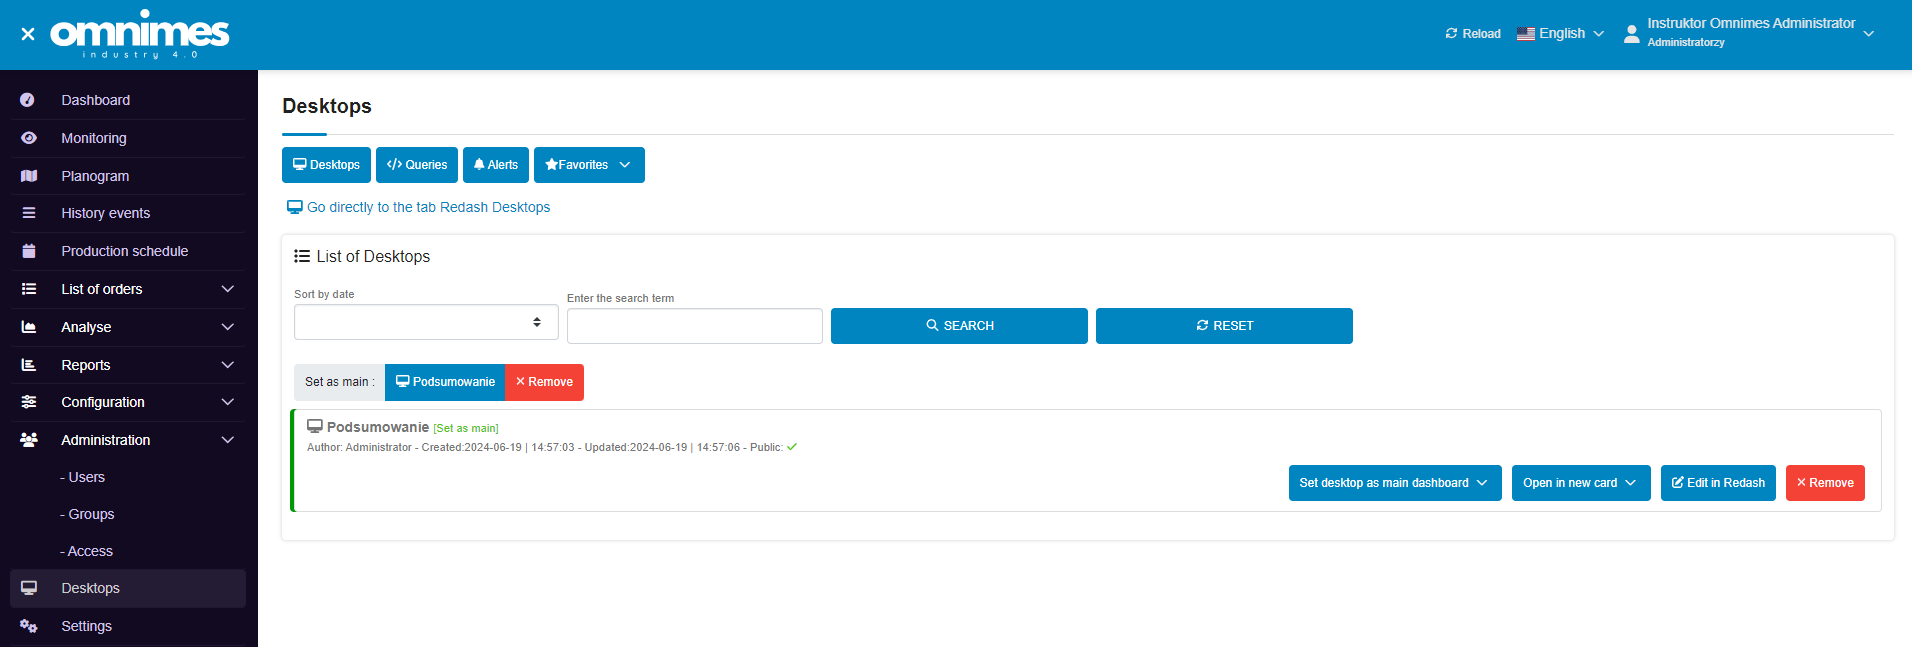 omnimes
industry 4.0
Reload
English
Instruktor Omnimes Administrator
Administratorzy
Dashboard
Monitoring
Planogram
History events
Production schedule
List of orders
Analyse
Reports
Configuration
Administration
- Users
- Groups
- Access
Desktops
Settings
Desktops
Desktops
Queries
Alerts
Favorites
Go directly to the tab Redash Desktops
List of Desktops
Sort by date
Enter the search term
SEARCH
RESET
Set as main :
Podsumowanie
Remove
Podsumowanie [Set as main]
Author: Administrator - Created:2024-06-19 | 14:57:03 - Updated:2024-06-19 | 14:57:06 - Public:
Set desktop as main dashboard
Open in new card
Edit in Redash
Remove